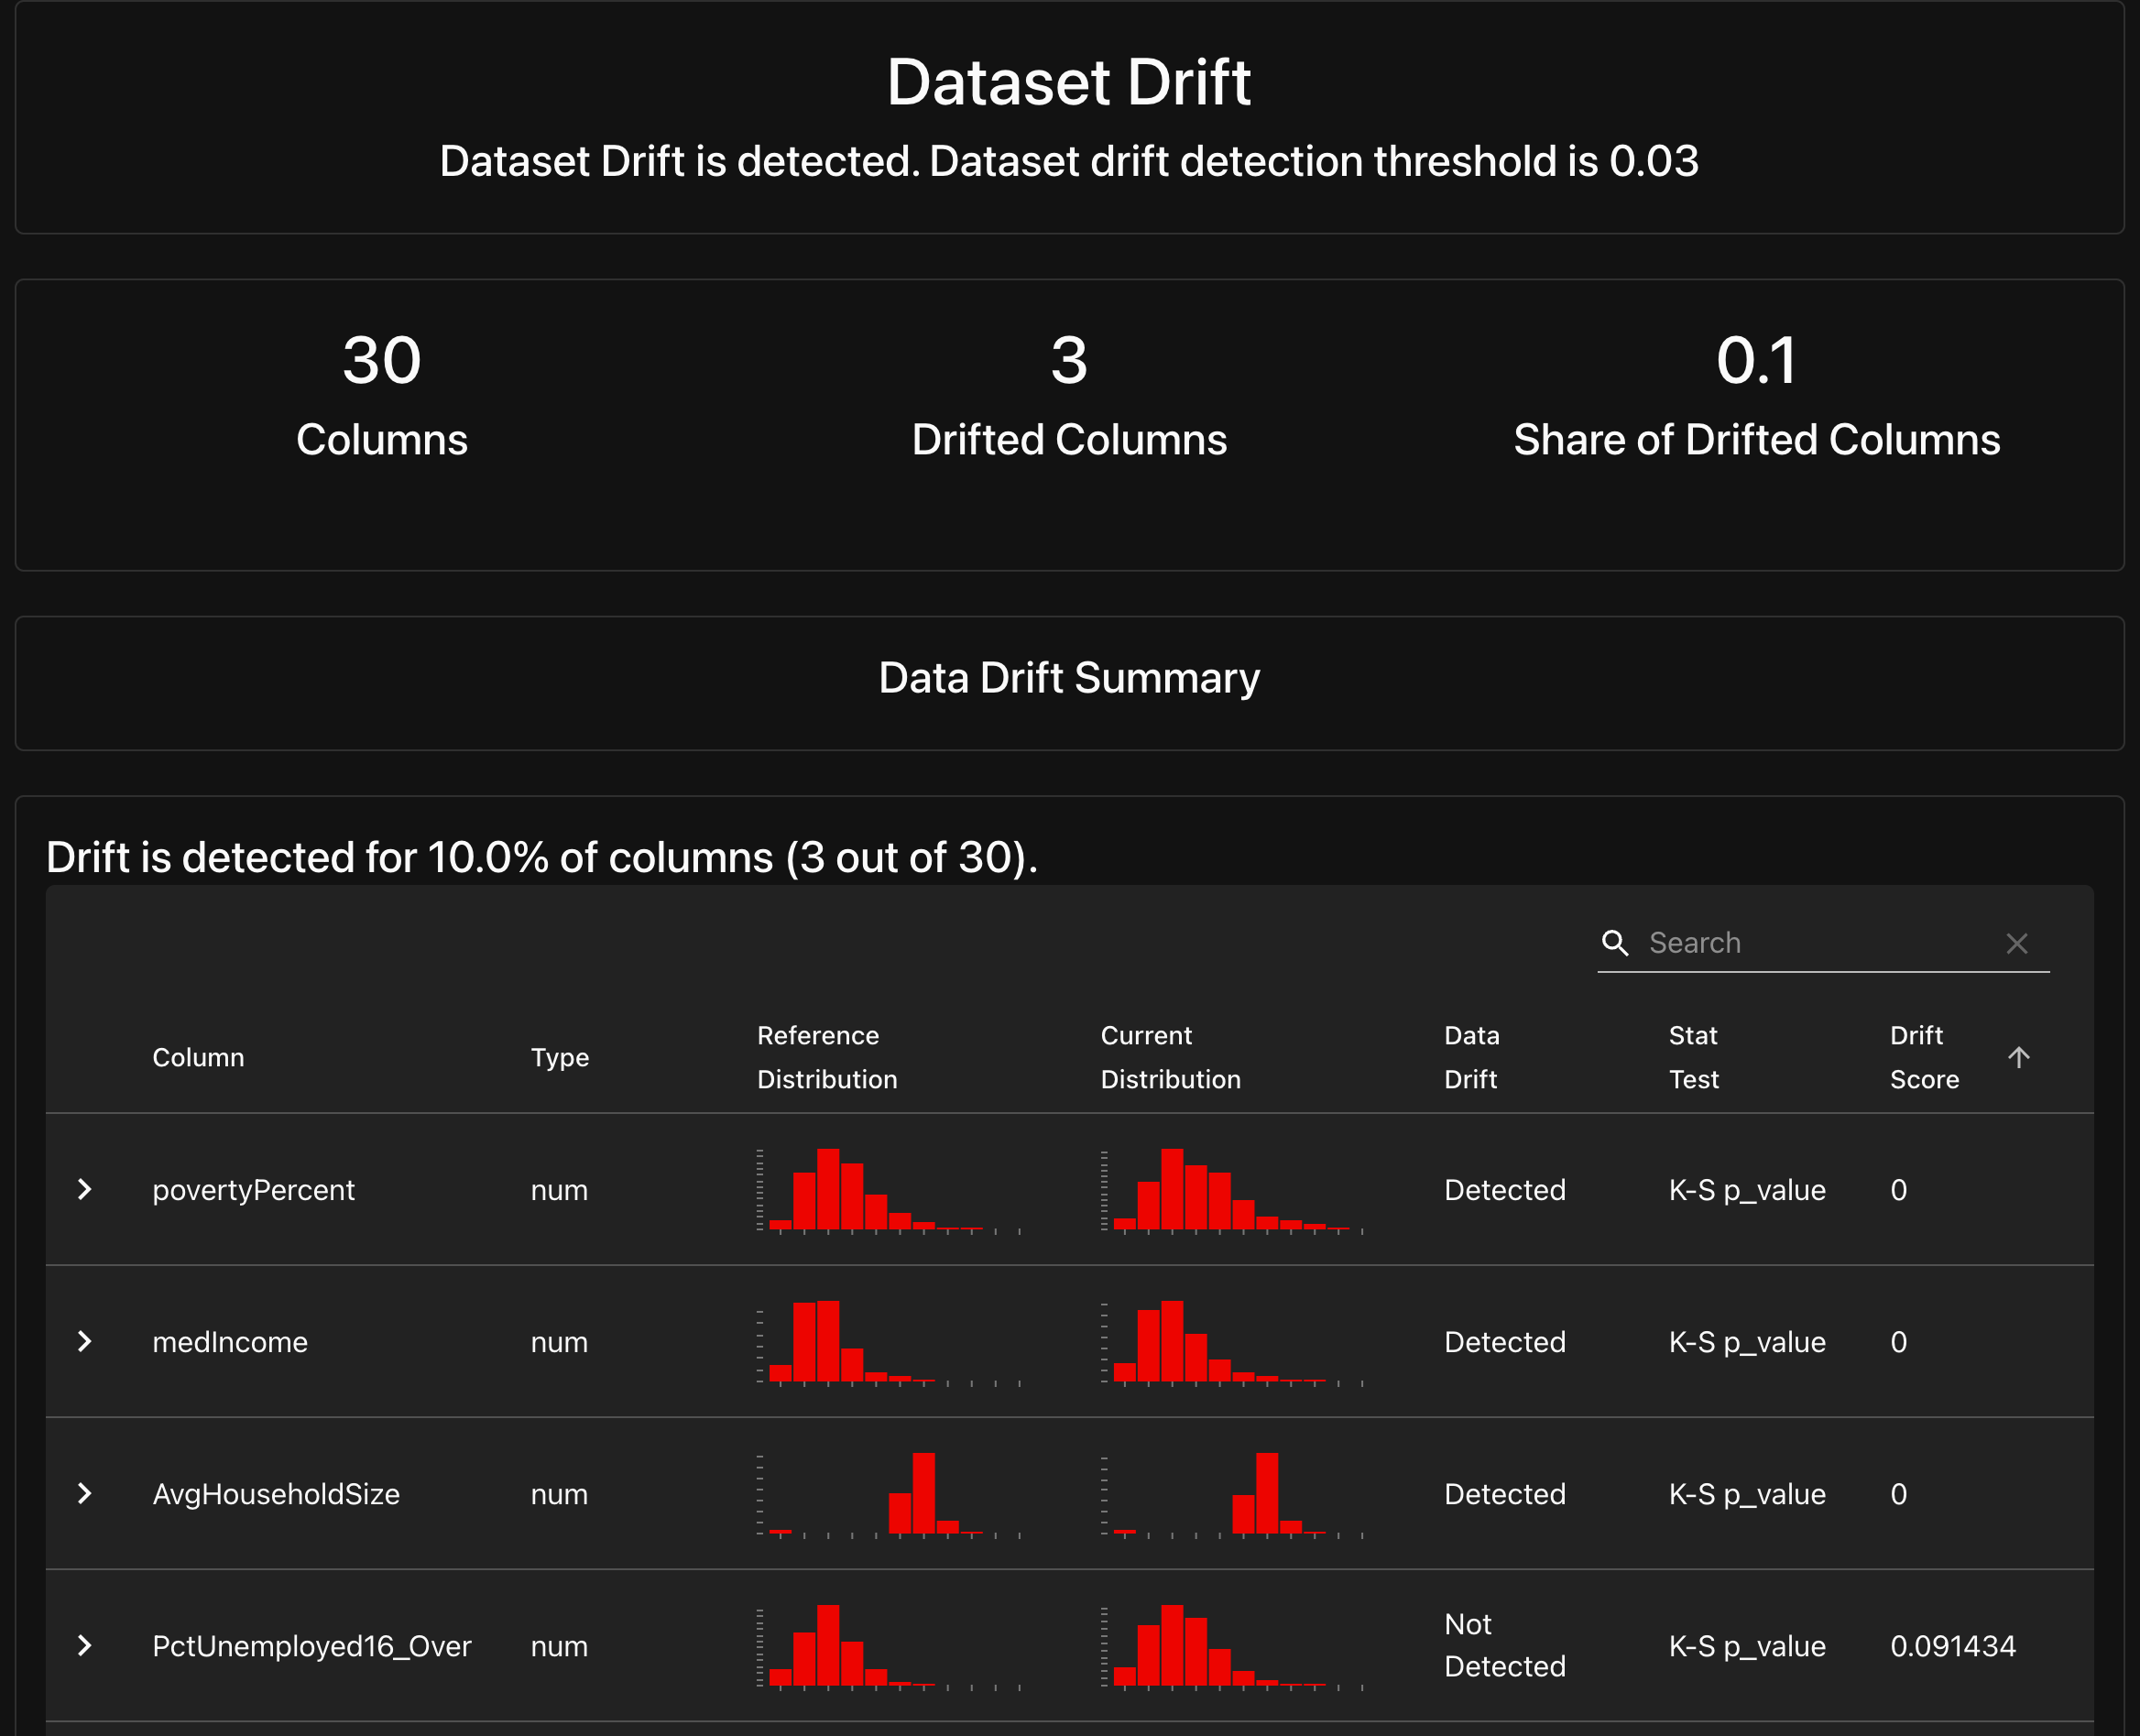 Dataset Drift
Dataset Drift is detected. Dataset drift detection threshold is 0.03
30
Columns
3
Drifted Columns
0.1
Share of Drifted Columns
Data Drift Summary
Drift is detected for 10.0% of columns (3 out of 30).
Search
Column Type Reference Distribution Current Distribution Data Drift Stat Test Drift Score
povertyPercent num Detected K-S p_value 0
medIncome num Detected K-S p_value 0
AvgHouseholdSize num Detected K-S p_value 0
PctUnemployed16_Over num Not Detected K-S p_value 0.091434